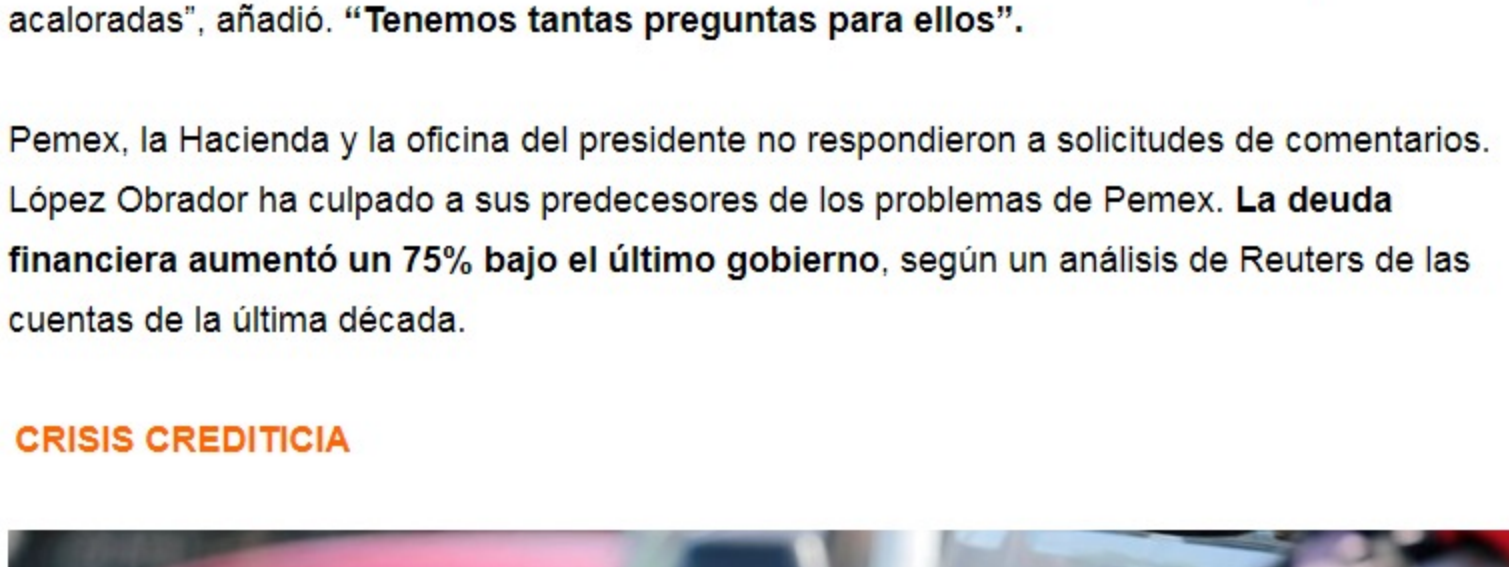 acaloradas”, añadió. “Tenemos tantas preguntas para ellos”.
Pemex, la Hacienda y la oficina del presidente no respondieron a solicitudes de comentarios.
López Obrador ha culpado a sus predecesores de los problemas de Pemex. La deuda
financiera aumentó un 75% bajo el último gobierno, según un análisis de Reuters de las
cuentas de la última década.
CRISIS CREDITICIA